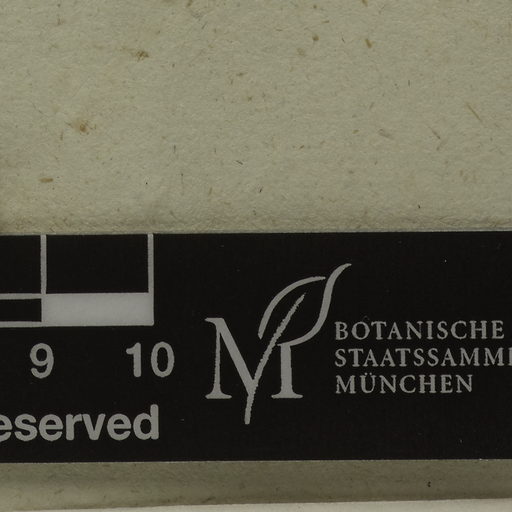 9 10
eserved
M
BOTANISCHE
STAATSSAMM
MÜNCHEN